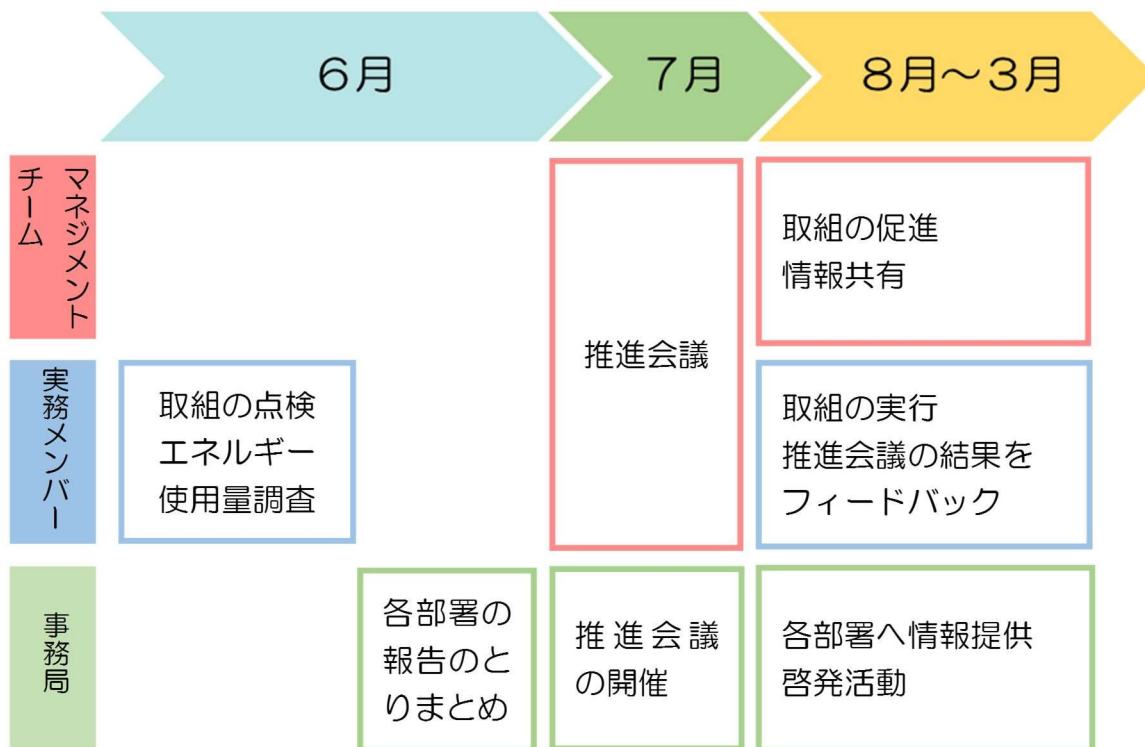 6月
7月
8月～3月
マネジメント
チーム
推進会議
取組の促進
情報共有
実務メンバー
取組の点検
エネルギー
使用量調査
取組の実行
推進会議の結果を
フィードバック
事務局
各部署の
報告のと
りまとめ
推進会議
の開催
各部署へ情報提供
啓発活動